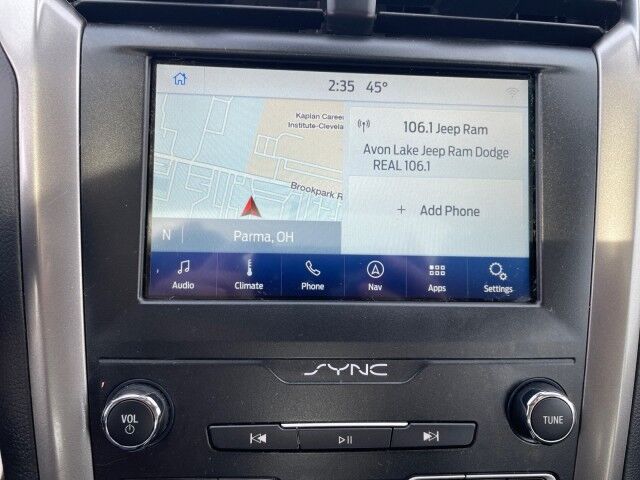 2:35 45°
Kaplan Career
Institute-Clevela
Brookpark R
106.1 Jeep Ram
Avon Lake Jeep Ram Dodge
REAL 106.1
+ Add Phone
N
Parma, OH
Audio
Climate
Phone
Nav
Apps
Settings
SYNC
VOL
TUNE